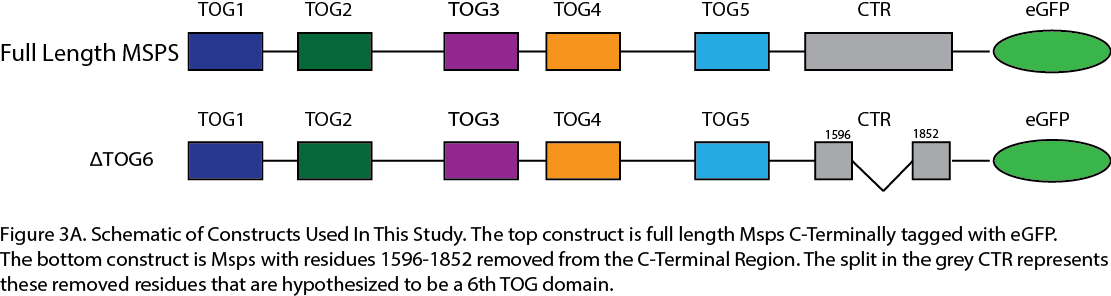 TOG1 TOG2 TOG3 TOG4 TOG5 CTR eGFP
Full Length MSPS
TOG1 TOG2 TOG3 TOG4 TOG5 CTR eGFP
1596 1852
ΔTOG6
Figure 3A. Schematic of Constructs Used In This Study. The top construct is full length Msps C-Terminally tagged with eGFP.
The bottom construct is Msps with residues 1596-1852 removed from the C-Terminal Region. The split in the grey CTR represents
these removed residues that are hypothesized to be a 6th TOG domain.